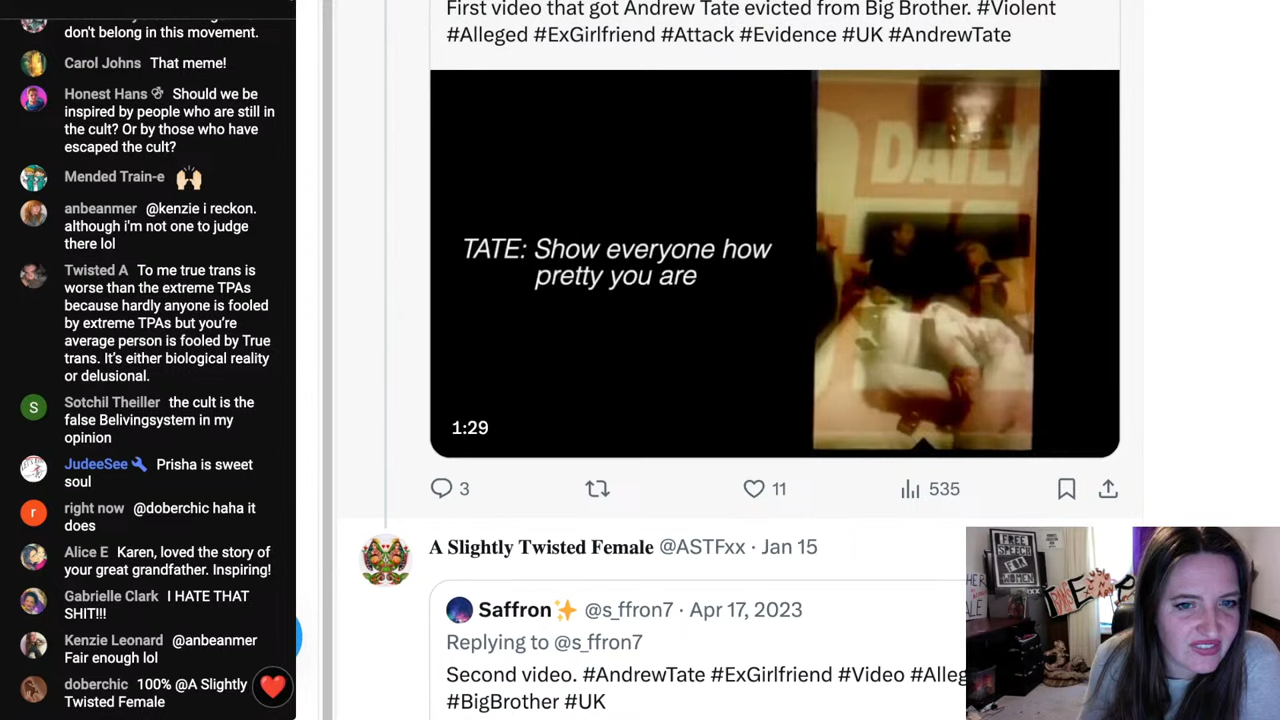 don't belong in this movement.
Carol Johns That meme!
Honest Hans Should we be
inspired by people who are still in
the cult? Or by those who have
escaped the cult?
Mended Train-e
anbeanmer @kenzie i reckon.
although i'm not one to judge
there lol
Twisted A To me true trans is
worse than the extreme TPAs
because hardly anyone is fooled
by extreme TPAs but you're
average person is fooled by True
trans. It's either biological reality
or delusional.
S
Sotchil Theiller the cult is the
false Belivingsystem in my
opinion
JudeeSee Prisha is sweet
soul
r
right now @doberchic haha it
does
Alice E Karen, loved the story of
your great grandfather. Inspiring!
Gabrielle Clark I HATE THAT
SHIT!!!
Kenzie Leonard @anbeanmer
Fair enough lol
doberchic 100% @A Slightly
Twisted Female
First video that got Andrew Tate evicted from Big Brother. #Violent
#Alleged #ExGirlfriend #Attack #Evidence #UK #AndrewTate
DAILY
TATE: Show everyone how
pretty you are
1:29
3
11
535
A Slightly Twisted Female @ASTFxx · Jan 15
Saffron✨ @s_ffron7 · Apr 17, 2023
Replying to @s_ffron7
Second video. #AndrewTate #ExGirlfriend #Video #Alleg
#BigBrother #UK
FREE
SPEECH
FOR
WOMEN